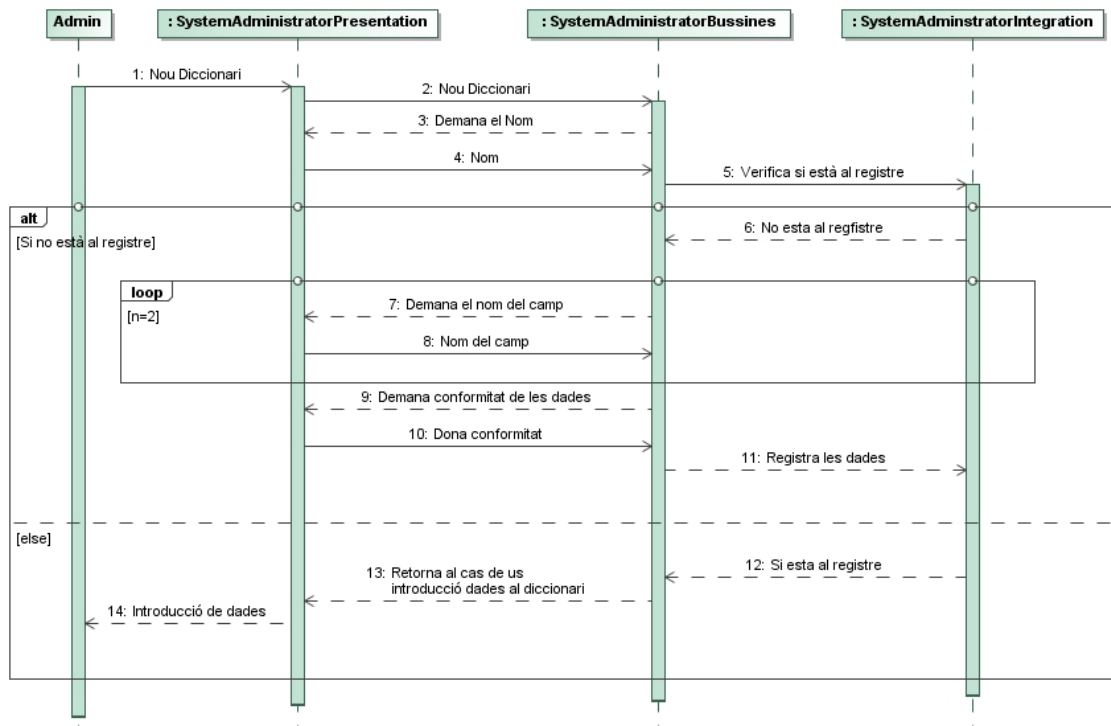 Admin
: SystemAdministratorPresentation
: SystemAdministratorBussines
: SystemAdminstratorIntegration
1: Nou Diccionari
2: Nou Diccionari
3: Demana el Nom
4: Nom
5: Verifica si està al registre
alt
[Si no està al registre]
6: No esta al regfistre
loop
[n=2]
7: Demana el nom del camp
8: Nom del camp
9: Demana conformitat de les dades
10: Dona conformitat
11: Registra les dades
[else]
12: Si esta al registre
13: Retorna al cas de us
introducció dades al diccionari
14: Introducció de dades